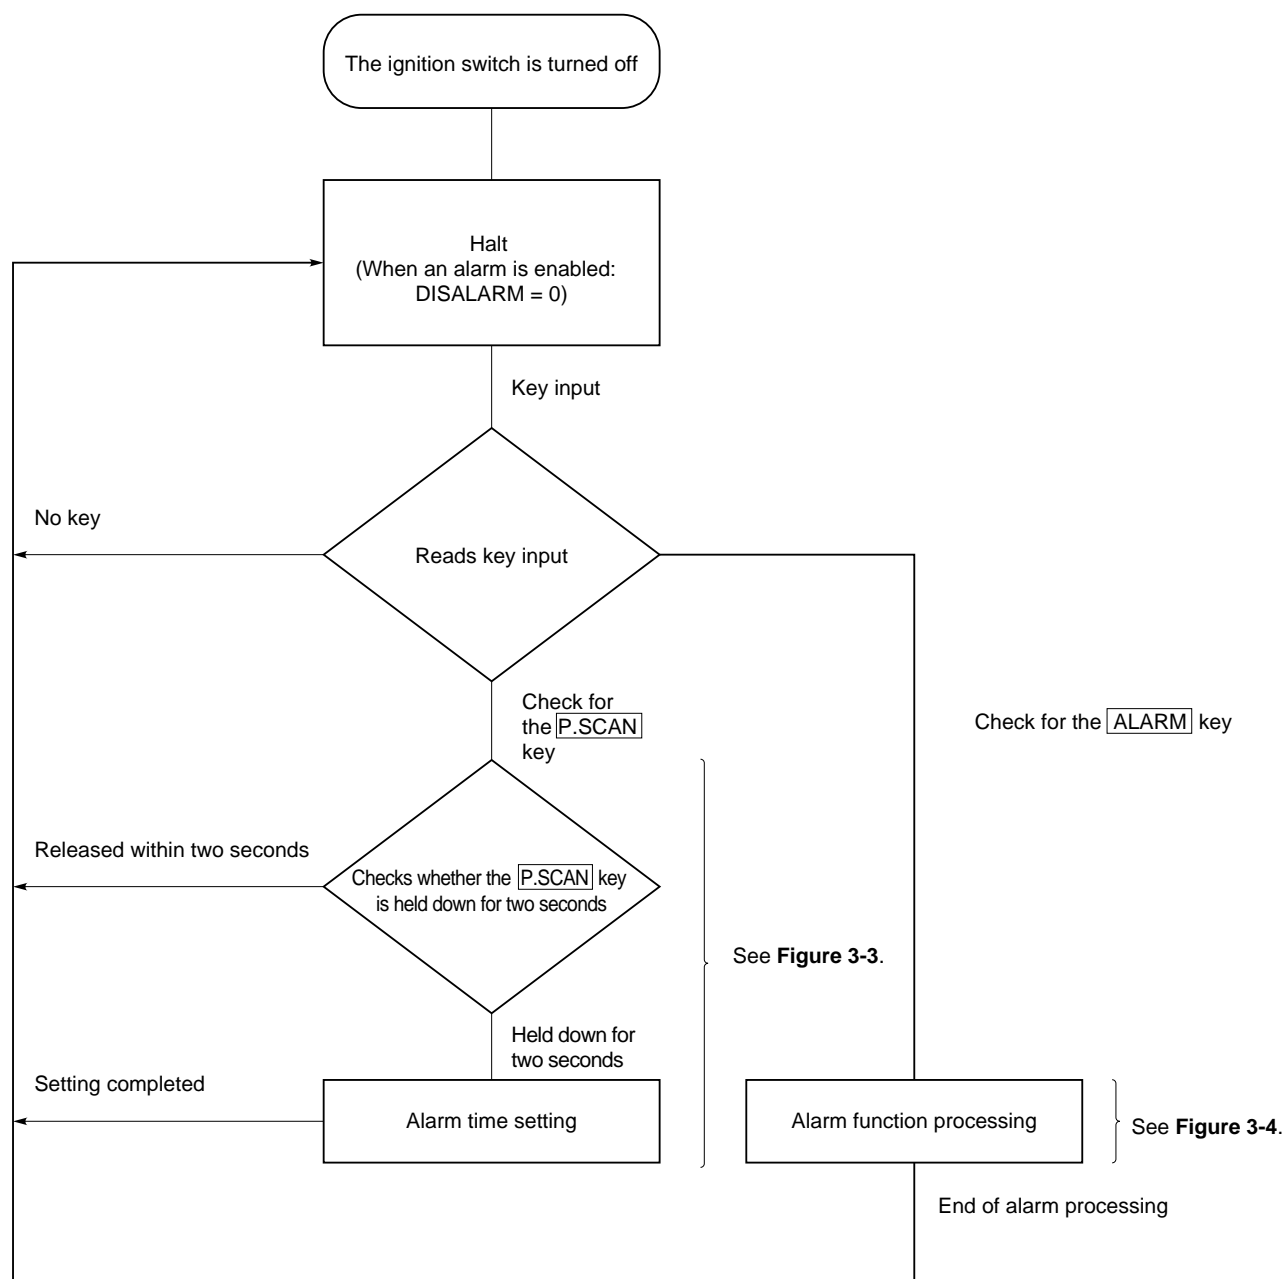 The ignition switch is turned off
Halt
(When an alarm is enabled:
DISALARM = 0)
Key input
No key
Reads key input
Check for
the P.SCAN
key
Check for the ALARM key
Released within two seconds
Checks whether the P.SCAN key
is held down for two seconds
See Figure 3-3.
Held down for
two seconds
Setting completed
Alarm time setting
Alarm function processing
See Figure 3-4.
End of alarm processing